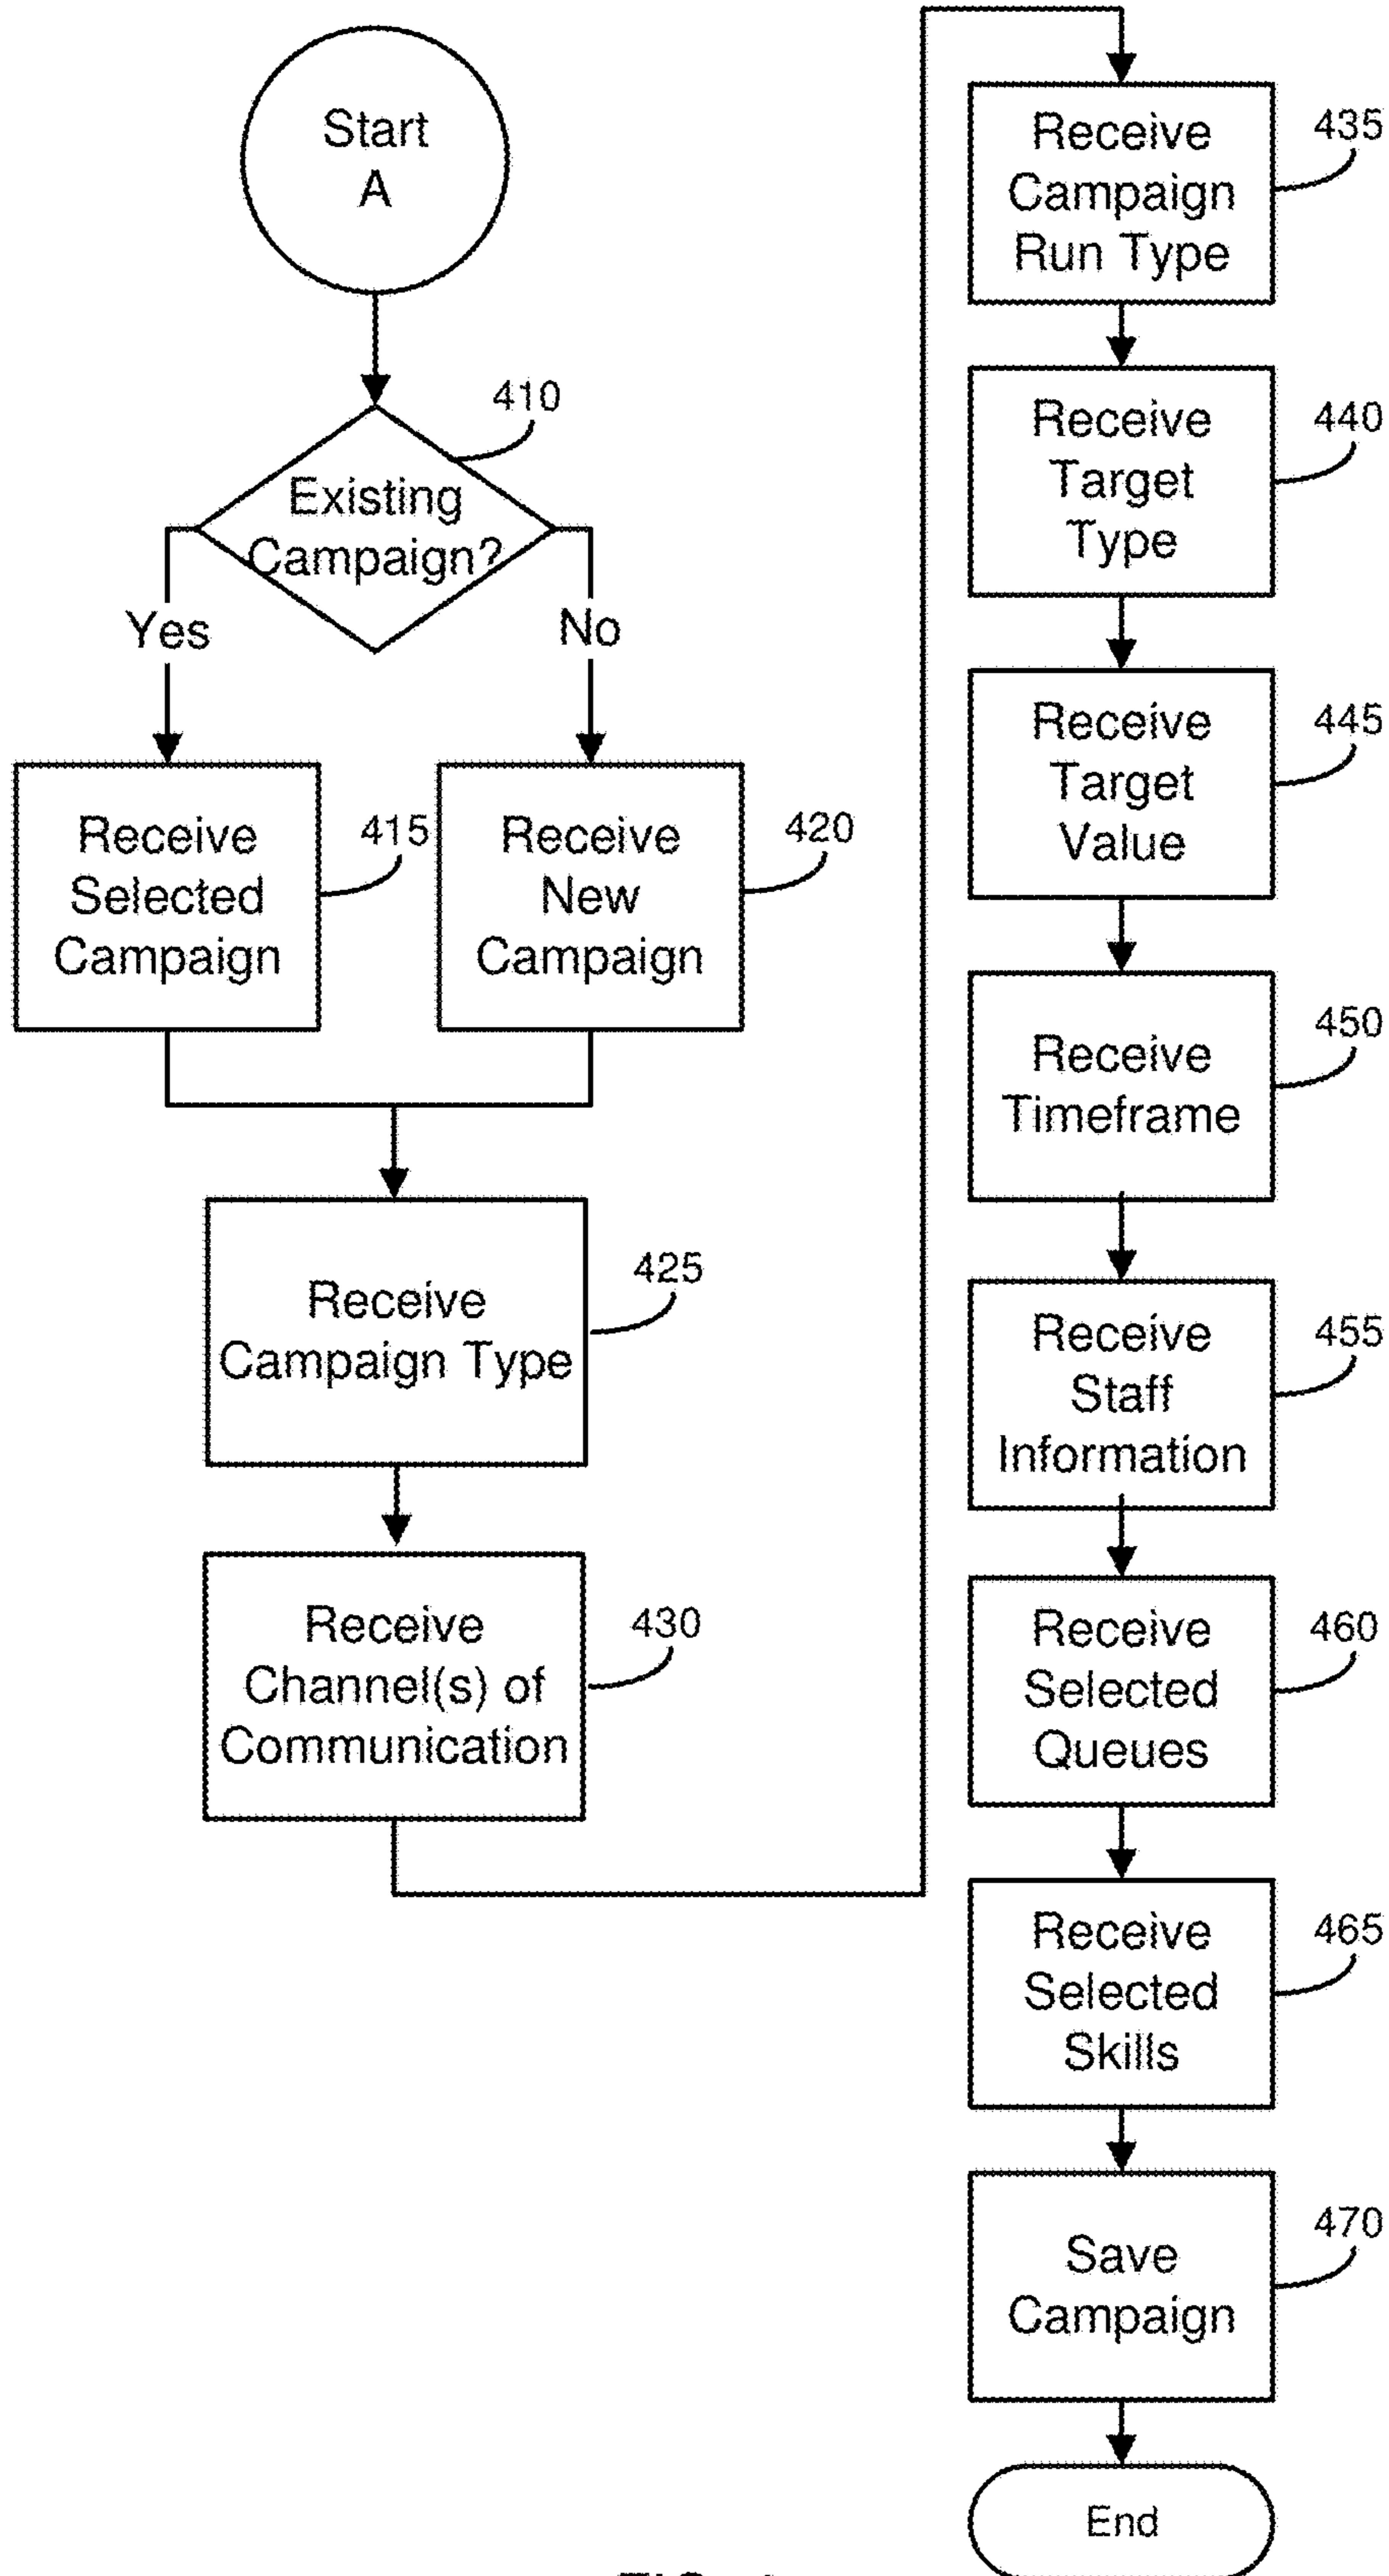 Start
A
410
Existing
Campaign?
Yes
No
Receive
Selected
Campaign
415
Receive
New
Campaign
420
Receive
Campaign Type
425
Receive
Channel(s) of
Communication
430
Receive
Campaign
Run Type
435
Receive
Target
Type
440
Receive
Target
Value
445
Receive
Timeframe
450
Receive
Staff
Information
455
Receive
Selected
Queues
460
Receive
Selected
Skills
465
Save
Campaign
470
End